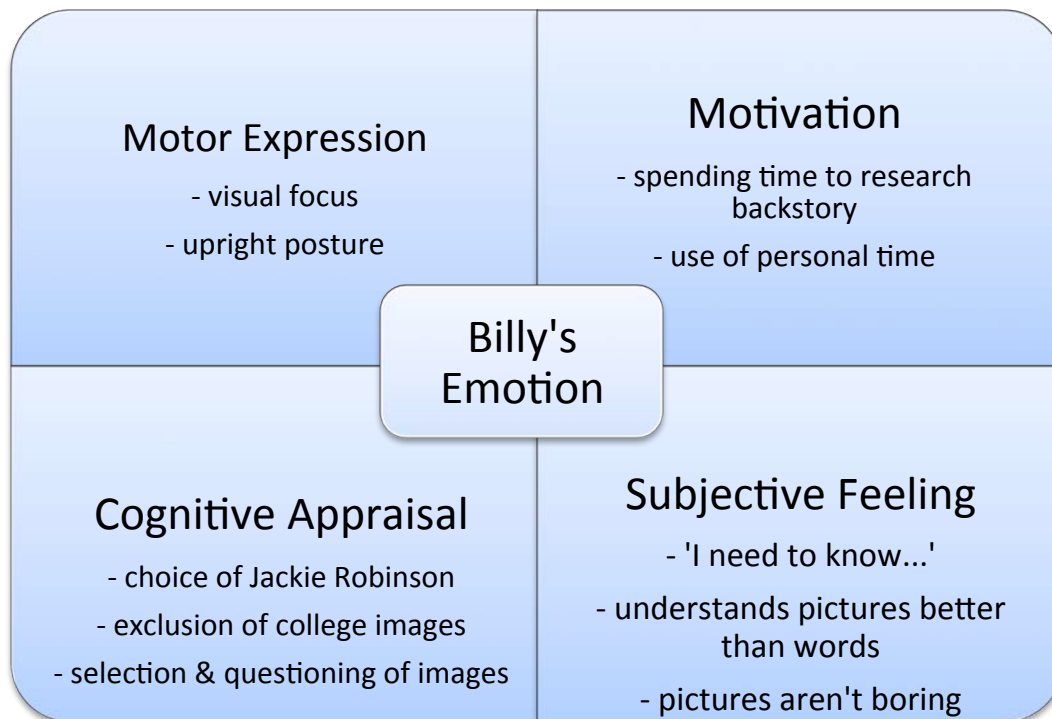 Motor Expression
- visual focus
- upright posture
Motivation
- spending time to research
backstory
- use of personal time
Billy's
Emotion
Cognitive Appraisal
- choice of Jackie Robinson
- exclusion of college images
- selection & questioning of images
Subjective Feeling
- 'I need to know...'
- understands pictures better
than words
- pictures aren't boring